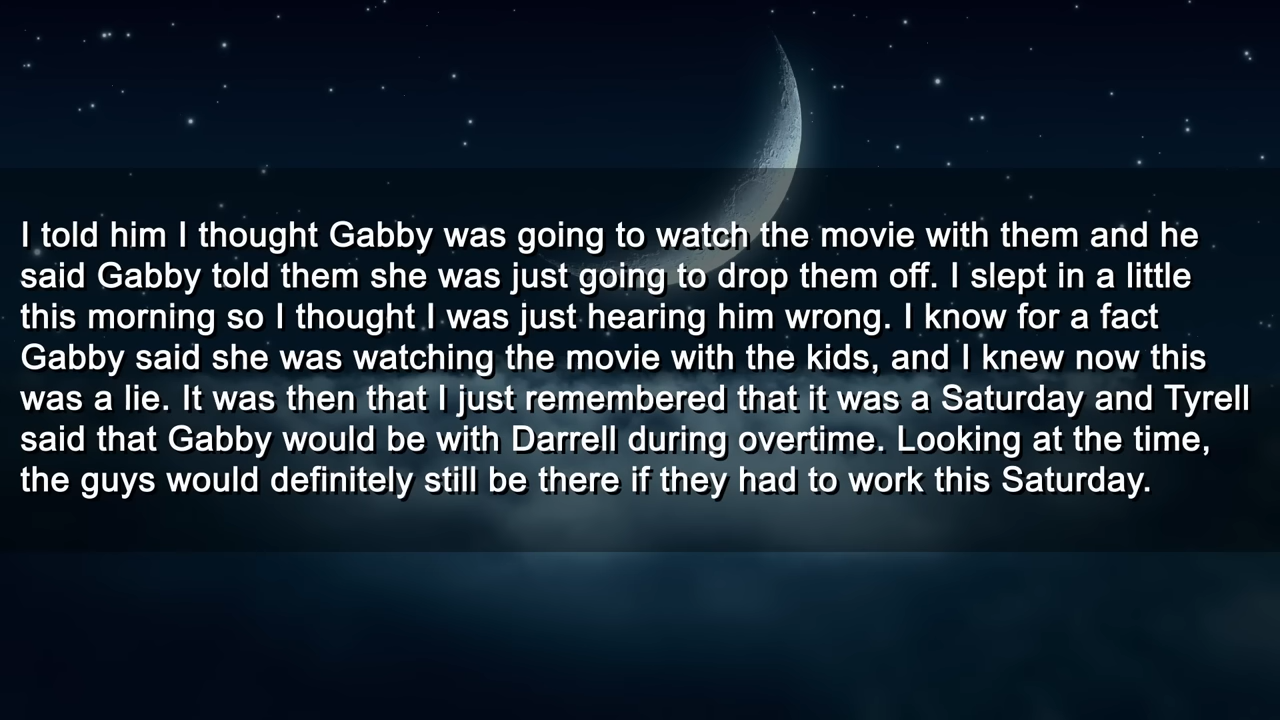 I told him I thought Gabby was going to watch the movie with them and he
said Gabby told them she was just going to drop them off. I slept in a little
this morning so I thought I was just hearing him wrong. I know for a fact
Gabby said she was watching the movie with the kids, and I knew now this
was a lie. It was then that I just remembered that it was a Saturday and Tyrell
said that Gabby would be with Darrell during overtime. Looking at the time,
the guys would definitely still be there if they had to work this Saturday.